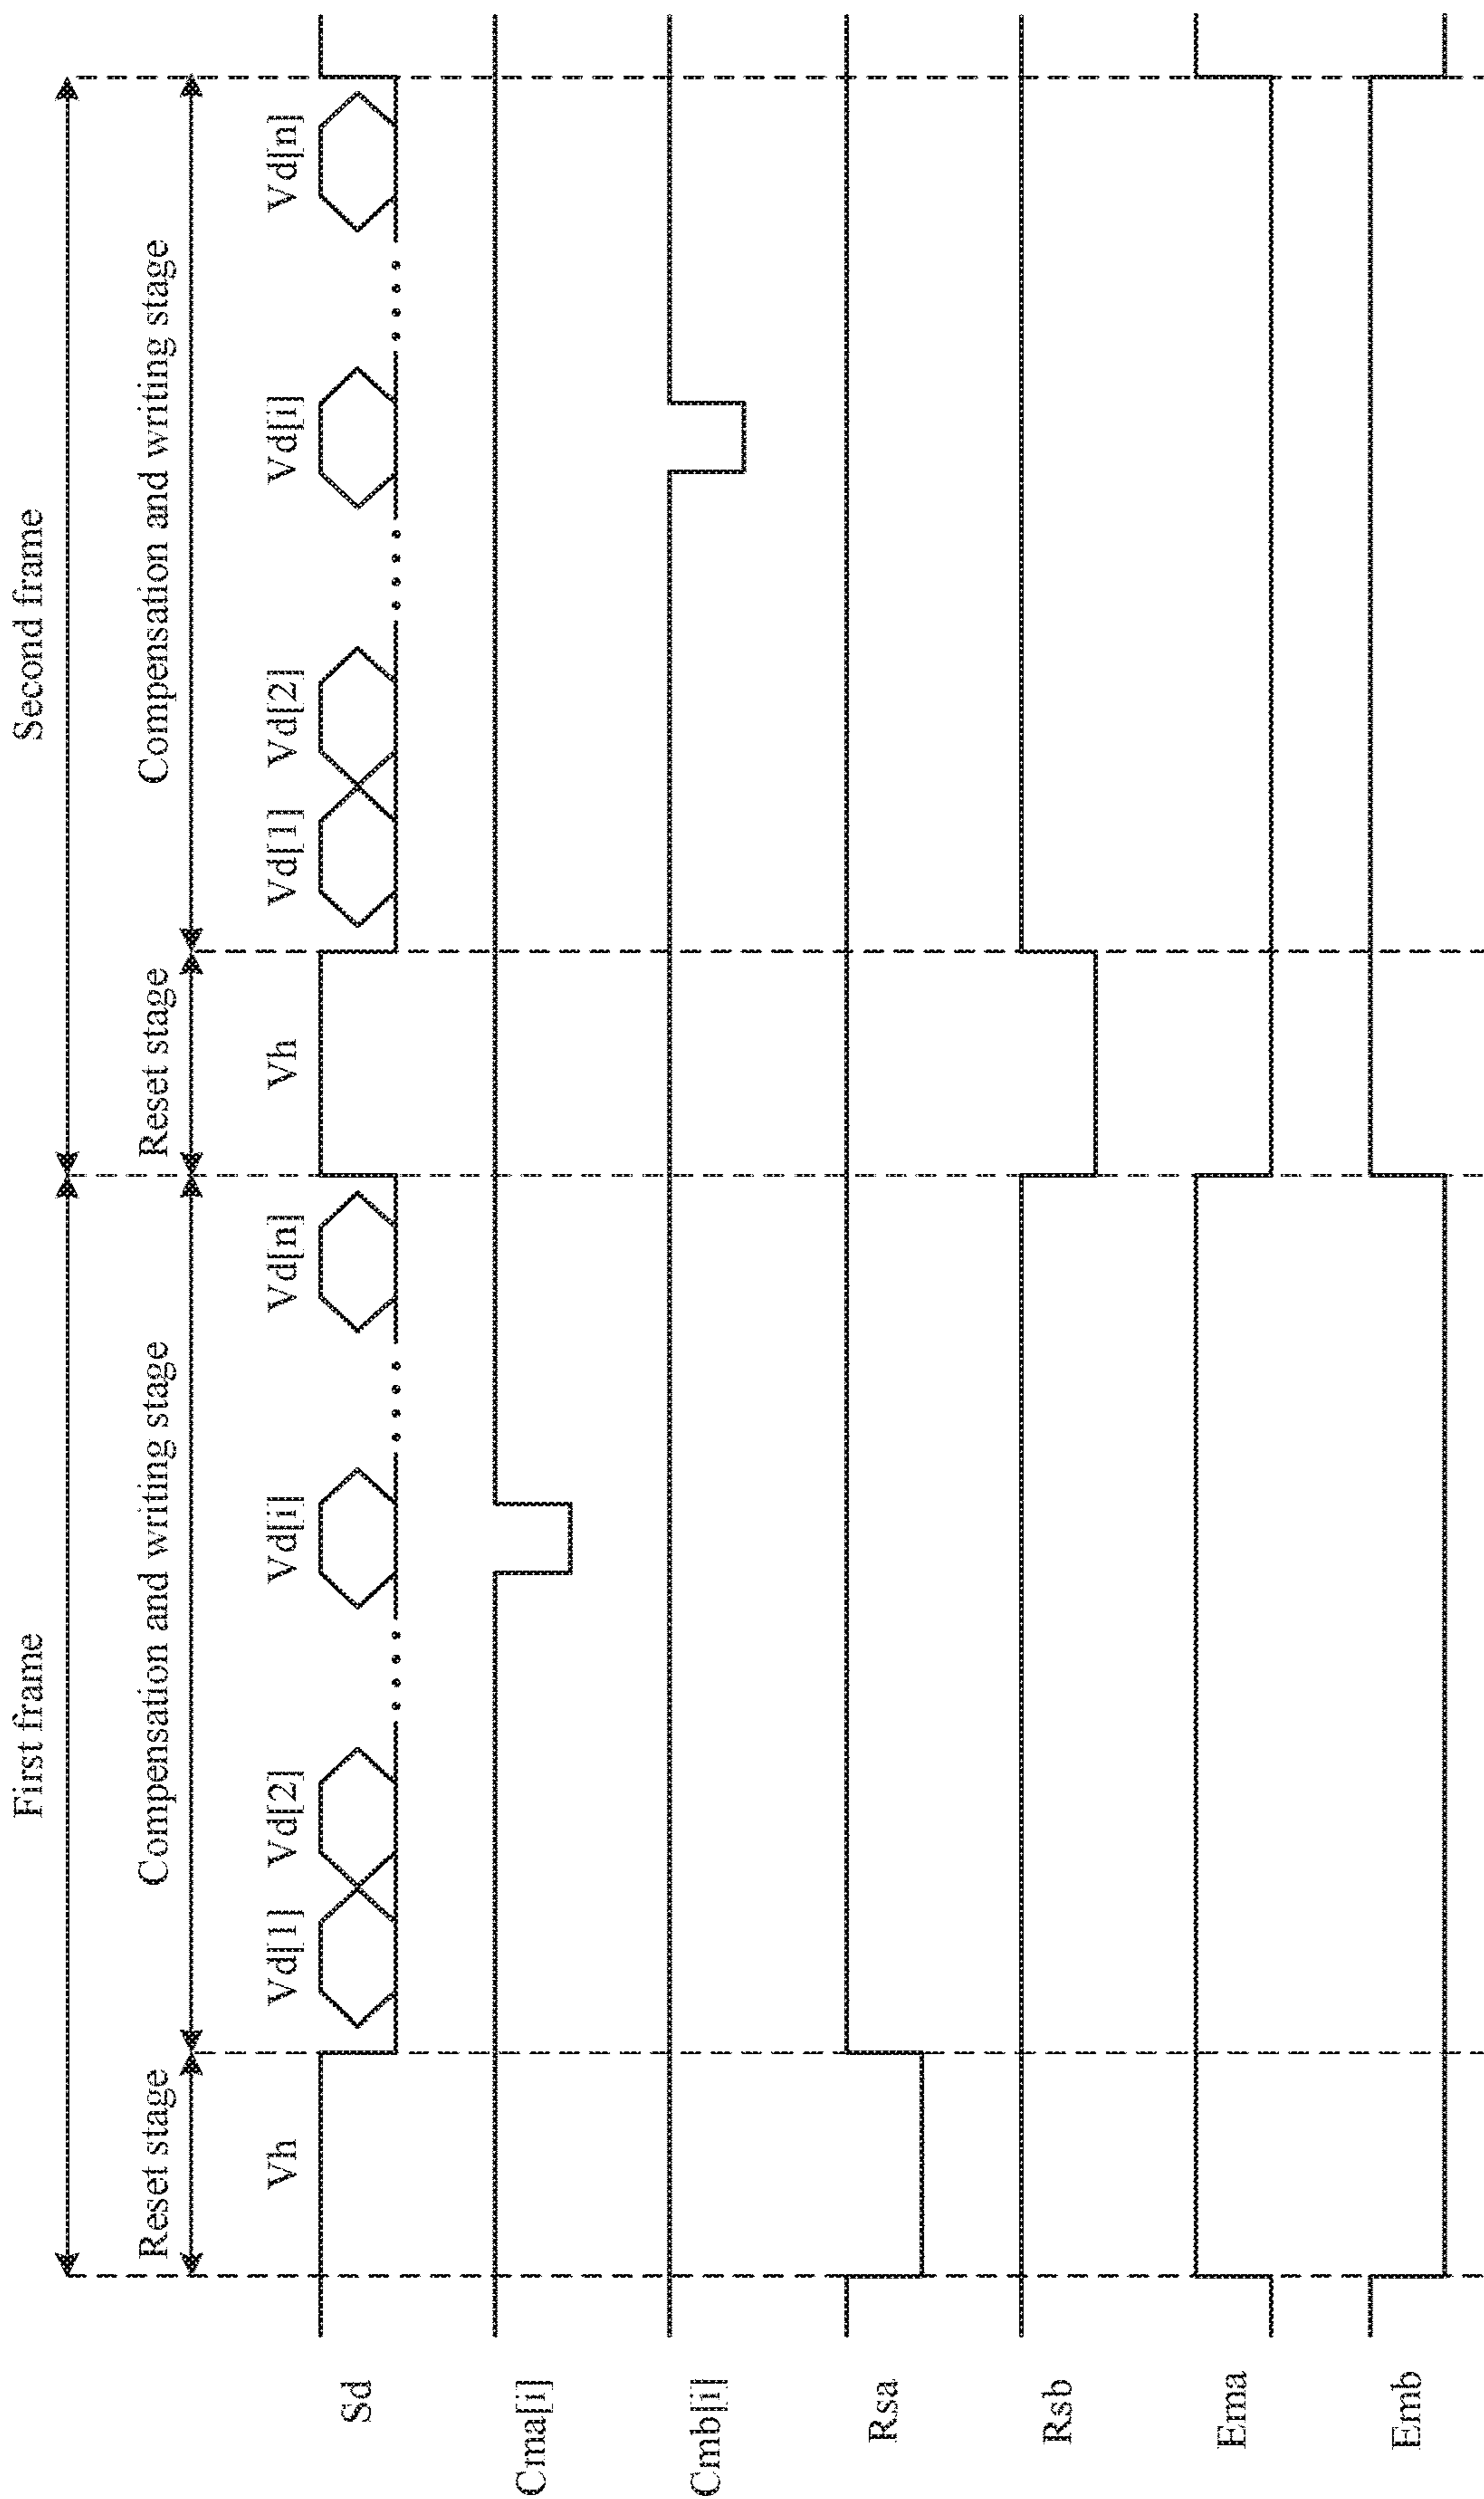 First frame
Second frame
Reset stage
Compensation and writing stage
Reset stage
Compensation and writing stage
Vh
Vd[1]
Vd[2]
Vd[i]
Vd[n]
Vh
Vd[1]
Vd[2]
Vd[i]
Vd[n]
Sd
Cma[i]
Cmb[i]
Rsa
Rsb
Ema
Emb